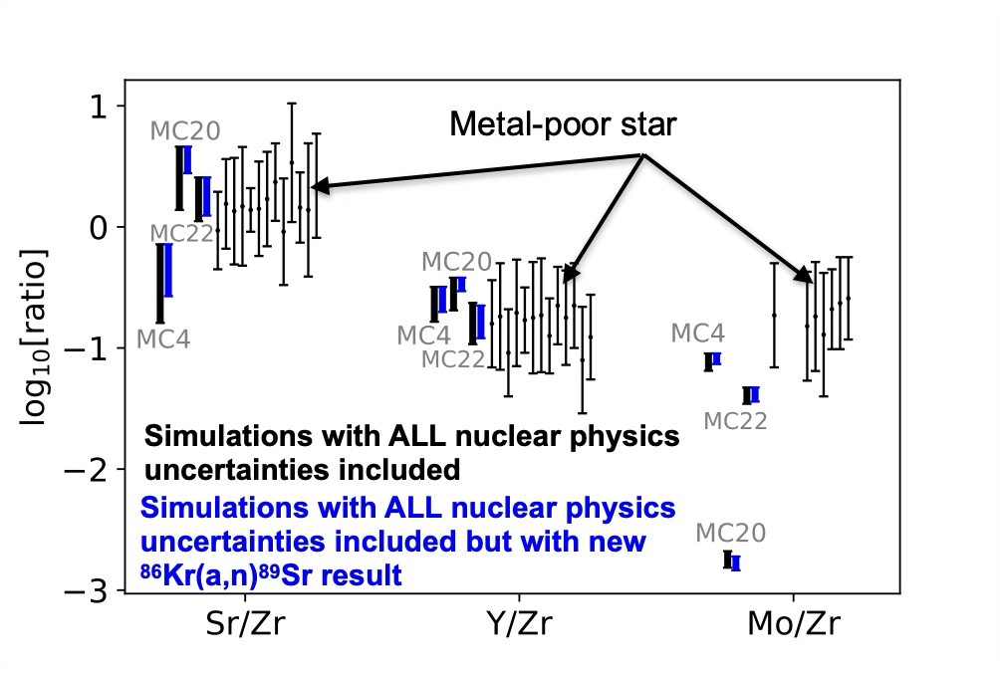 1
MC20
Metal-poor star
0
MC22
MC20
MC4
MC4
MC4
−1
MC22
MC22
log₁₀[ratio]
Simulations with ALL nuclear physics
uncertainties included
−2
Simulations with ALL nuclear physics
uncertainties included but with new
⁸⁶Kr(a,n)⁸⁹Sr result
MC20
−3
Sr/Zr
Y/Zr
Mo/Zr